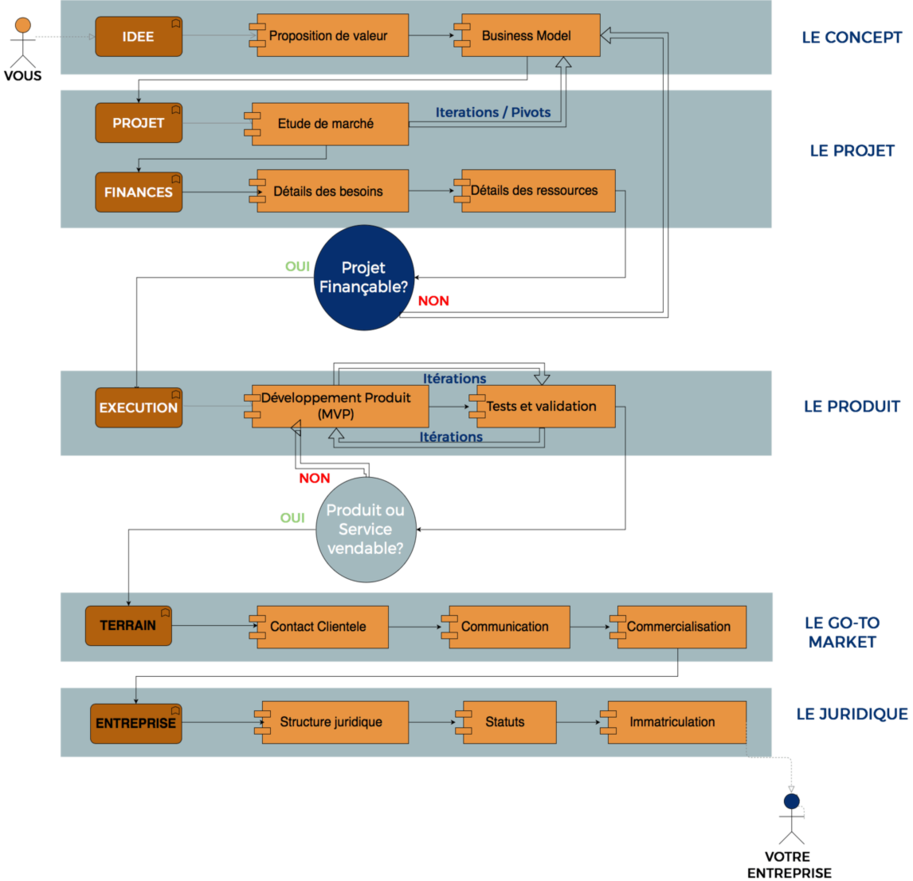 IDEE
Proposition de valeur
Business Model
LE CONCEPT
VOUS
PROJET
Etude de marché
Iterations / Pivots
LE PROJET
FINANCES
Détails des besoins
Détails des ressources
OUI
Projet
Finançable?
NON
EXECUTION
Développement Produit
(MVP)
Itérations
Tests et validation
Itérations
LE PRODUIT
NON
OUI
Produit ou
Service
vendable?
TERRAIN
Contact Clientele
Communication
Commercialisation
LE GO-TO
MARKET
ENTREPRISE
Structure juridique
Statuts
Immatriculation
LE JURIDIQUE
VOTRE
ENTREPRISE